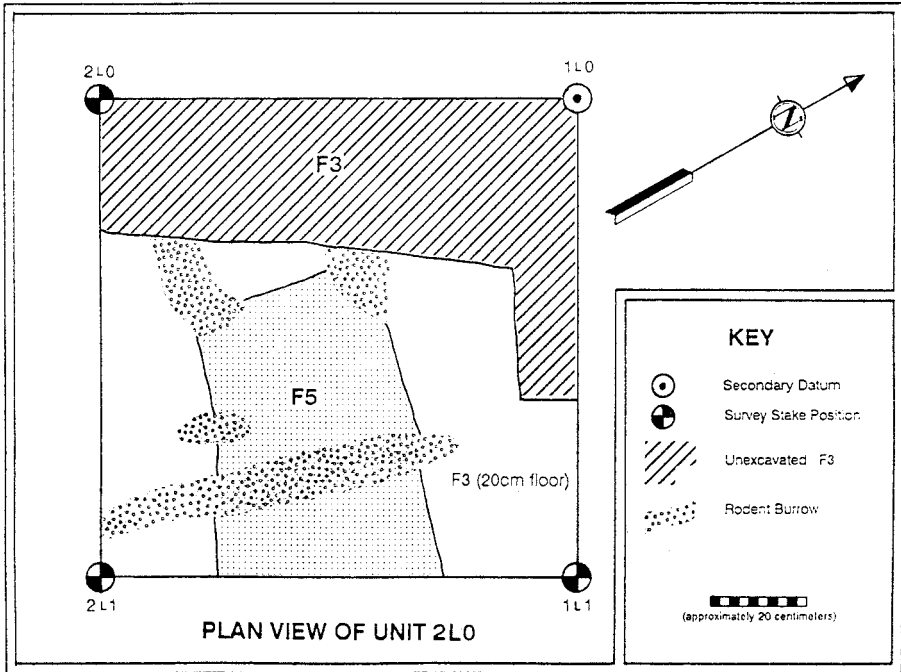 2L0
1L0
N
F3
F5
F3 (20cm floor)
2L1
1L1
PLAN VIEW OF UNIT 2L0
KEY
Secondary Datum
Survey Stake Position
Unexcavated F3
Rodent Burrow
(approximately 20 centimeters)